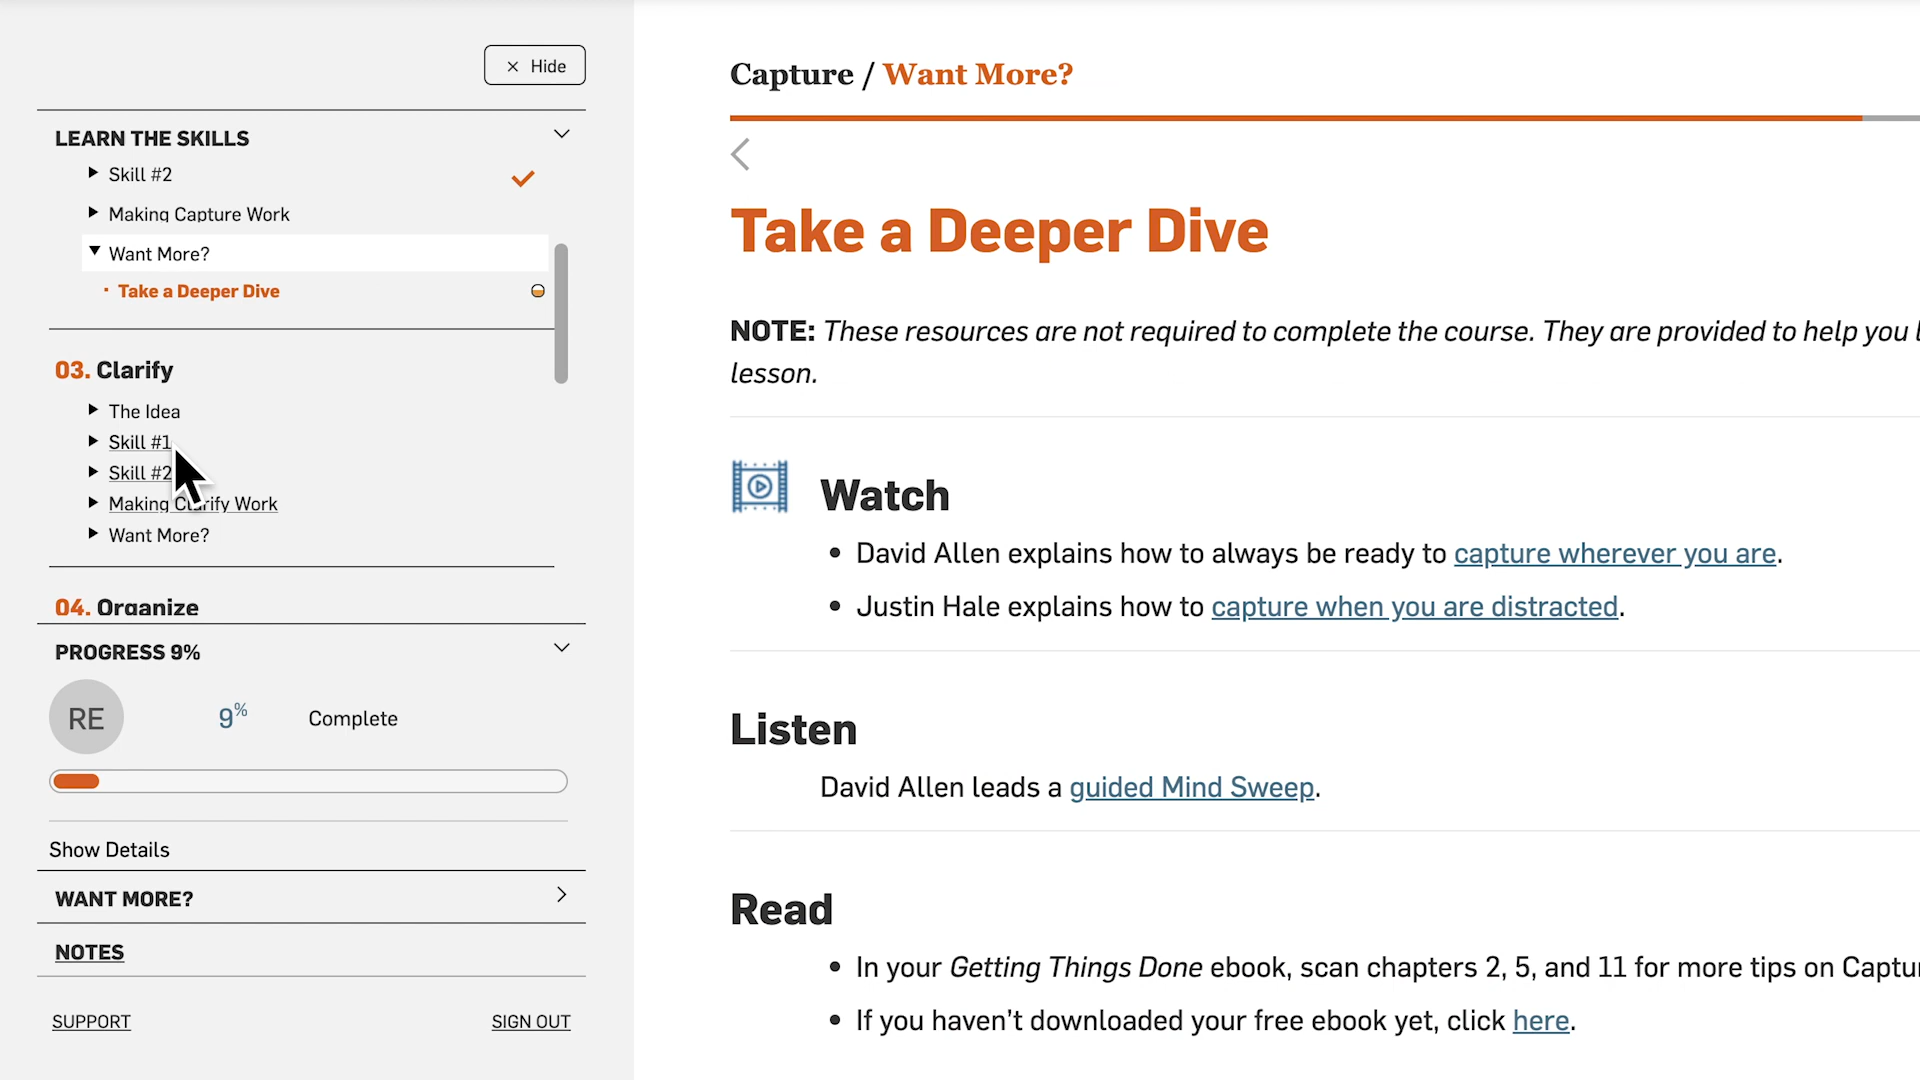 × Hide
LEARN THE SKILLS
Skill #2
Making Capture Work
Want More?
Take a Deeper Dive
03. Clarify
The Idea
Skill #1
Skill #2
Making Clarify Work
Want More?
04. Organize
PROGRESS 9%
RE 9% Complete
Show Details
WANT MORE?
NOTES
SUPPORT SIGN OUT
Capture / Want More?
Take a Deeper Dive
NOTE: These resources are not required to complete the course. They are provided to help you
lesson.
Watch
• David Allen explains how to always be ready to capture wherever you are.
• Justin Hale explains how to capture when you are distracted.
Listen
David Allen leads a guided Mind Sweep.
Read
• In your Getting Things Done ebook, scan chapters 2, 5, and 11 for more tips on Captu
• If you haven't downloaded your free ebook yet, click here.